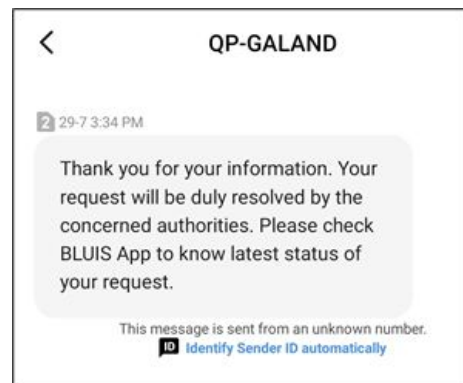 QP-GALAND
2 29-7 3:34 PM
Thank you for your information. Your
request will be duly resolved by the
concerned authorities. Please check
BLUIS App to know latest status of
your request.
This message is sent from an unknown number.
ID Identify Sender ID automatically